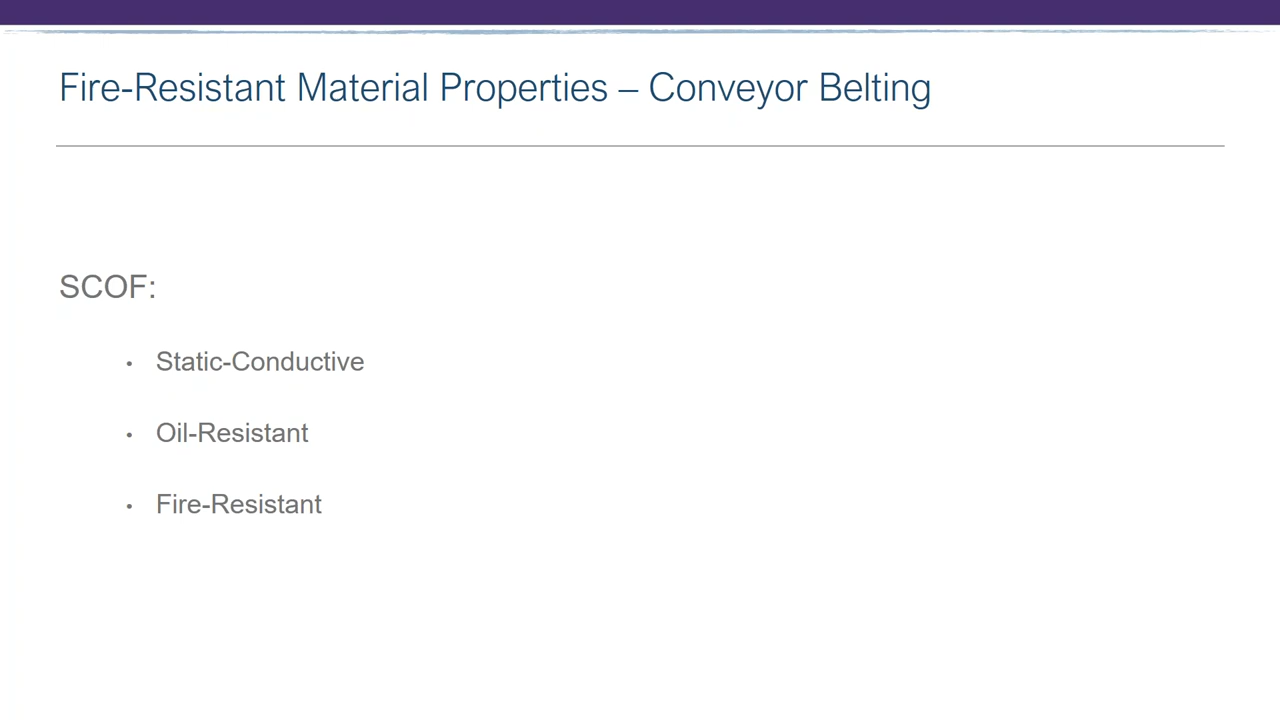 Fire-Resistant Material Properties – Conveyor Belting
SCOF:
• Static-Conductive
• Oil-Resistant
• Fire-Resistant